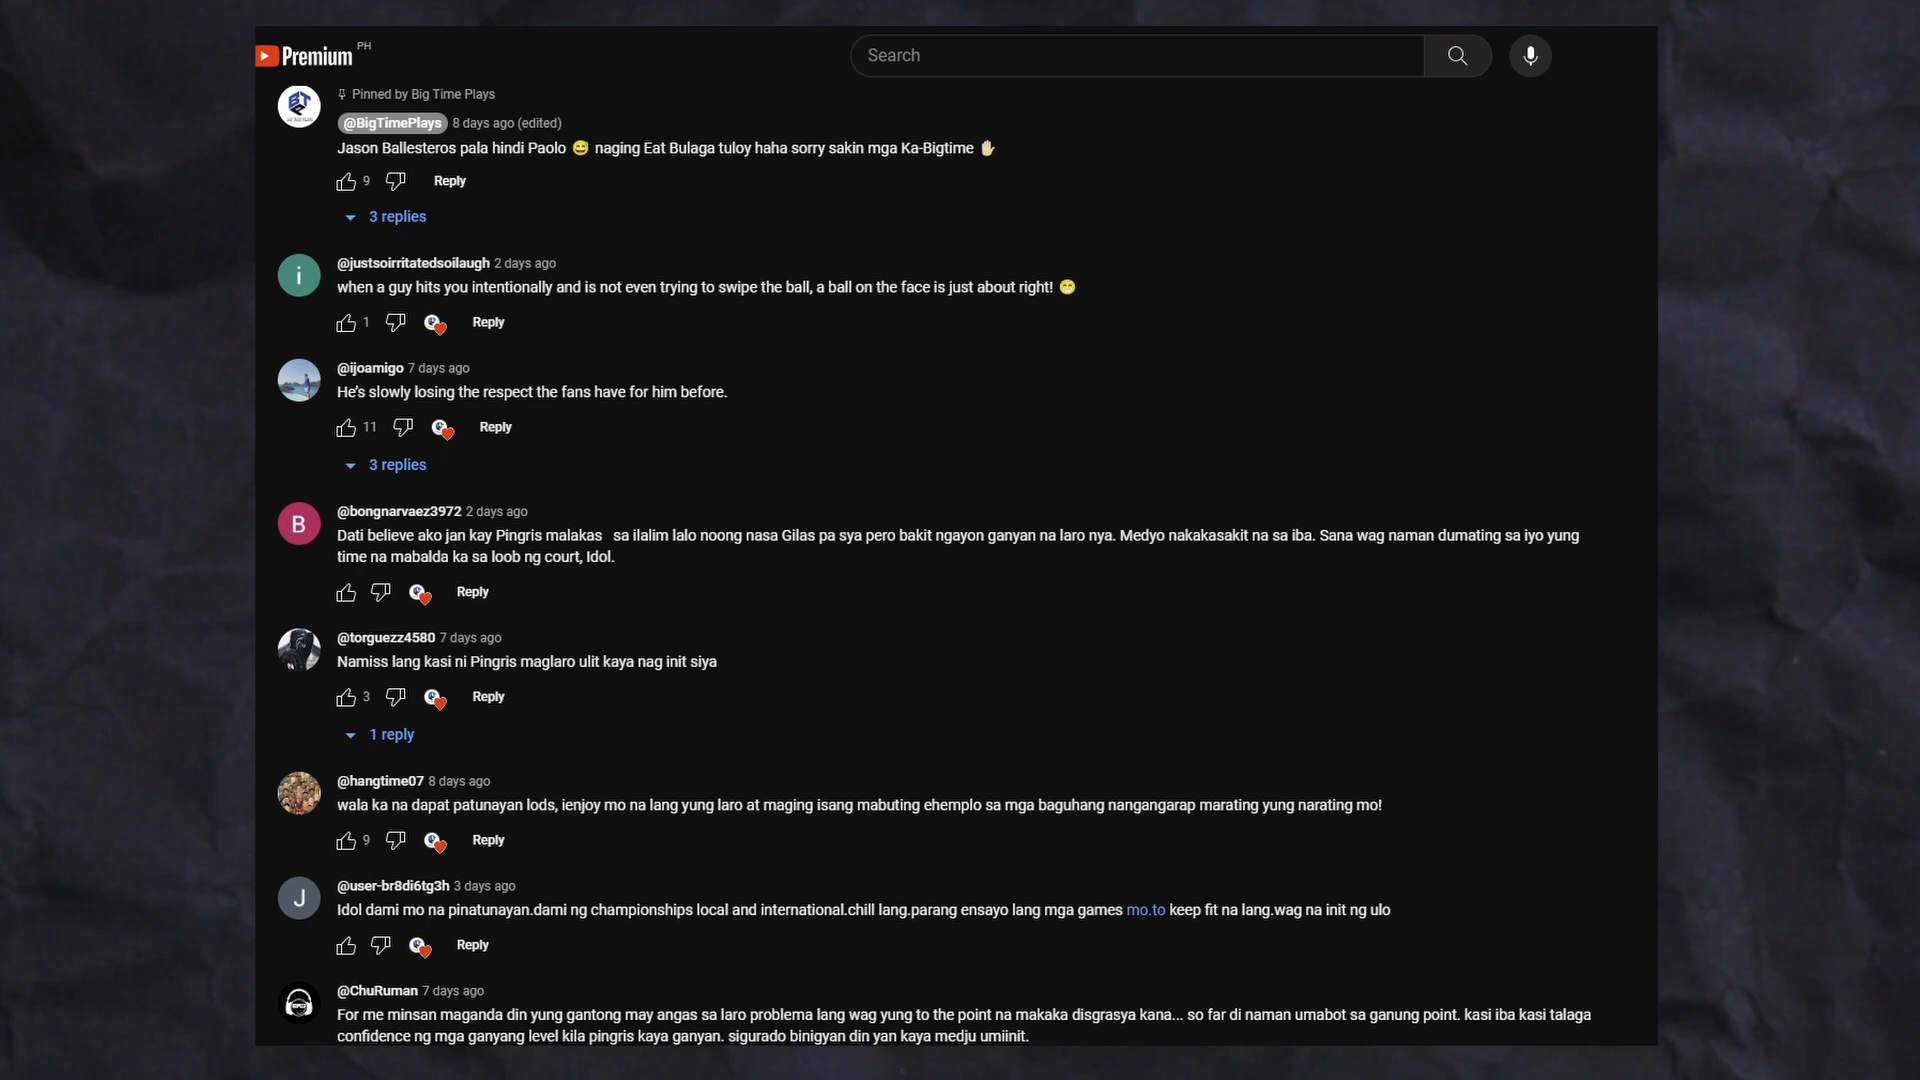 Premium PH
Search
Pinned by Big Time Plays
@BigTimePlays 8 days ago (edited)
Jason Ballesteros pala hindi Paolo 😅 naging Eat Bulaga tuloy haha sorry sakin mga Ka-Bigtime ✋🏻
9 Reply
3 replies
i
@justsoirritatedsoilaugh 2 days ago
when a guy hits you intentionally and is not even trying to swipe the ball, a ball on the face is just about right! 😁
1 Reply
@ijoamigo 7 days ago
He's slowly losing the respect the fans have for him before.
11 Reply
3 replies
B
@bongnarvaez3972 2 days ago
Dati believe ako jan kay Pingris malakas sa ilalim lalo noong nasa Gilas pa sya pero bakit ngayon ganyan na laro nya. Medyo nakakasakit na sa iba. Sana wag naman dumating sa iyo yung
time na mabalda ka sa loob ng court, Idol.
Reply
@torguezz4580 7 days ago
Namiss lang kasi ni Pingris maglaro ulit kaya nag init siya
3 Reply
1 reply
@hangtime07 8 days ago
wala ka na dapat patunayan lods, ienjoy mo na lang yung laro at maging isang mabuting ehemplo sa mga baguhang nangangarap marating yung narating mo!
9 Reply
J
@user-br8di6tg3h 3 days ago
Idol dami mo na pinatunayan.dami ng championships local and international.chill lang.parang ensayo lang mga games mo.to keep fit na lang.wag na init ng ulo
Reply
@ChuRuman 7 days ago
For me minsan maganda din yung gantong may angas sa laro problema lang wag yung to the point na makaka disgrasya kana... so far di naman umabot sa ganung point. kasi iba kasi talaga
confidence ng mga ganyang level kila pingris kaya ganyan. sigurado binigyan din yan kaya medju umiinit.